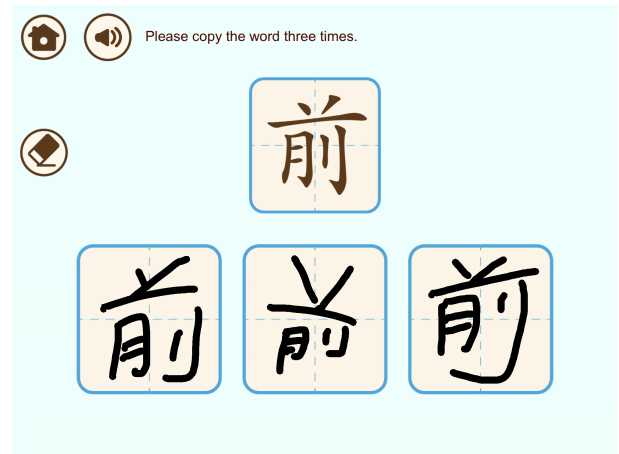 Please copy the word three times.
前
前 前 前